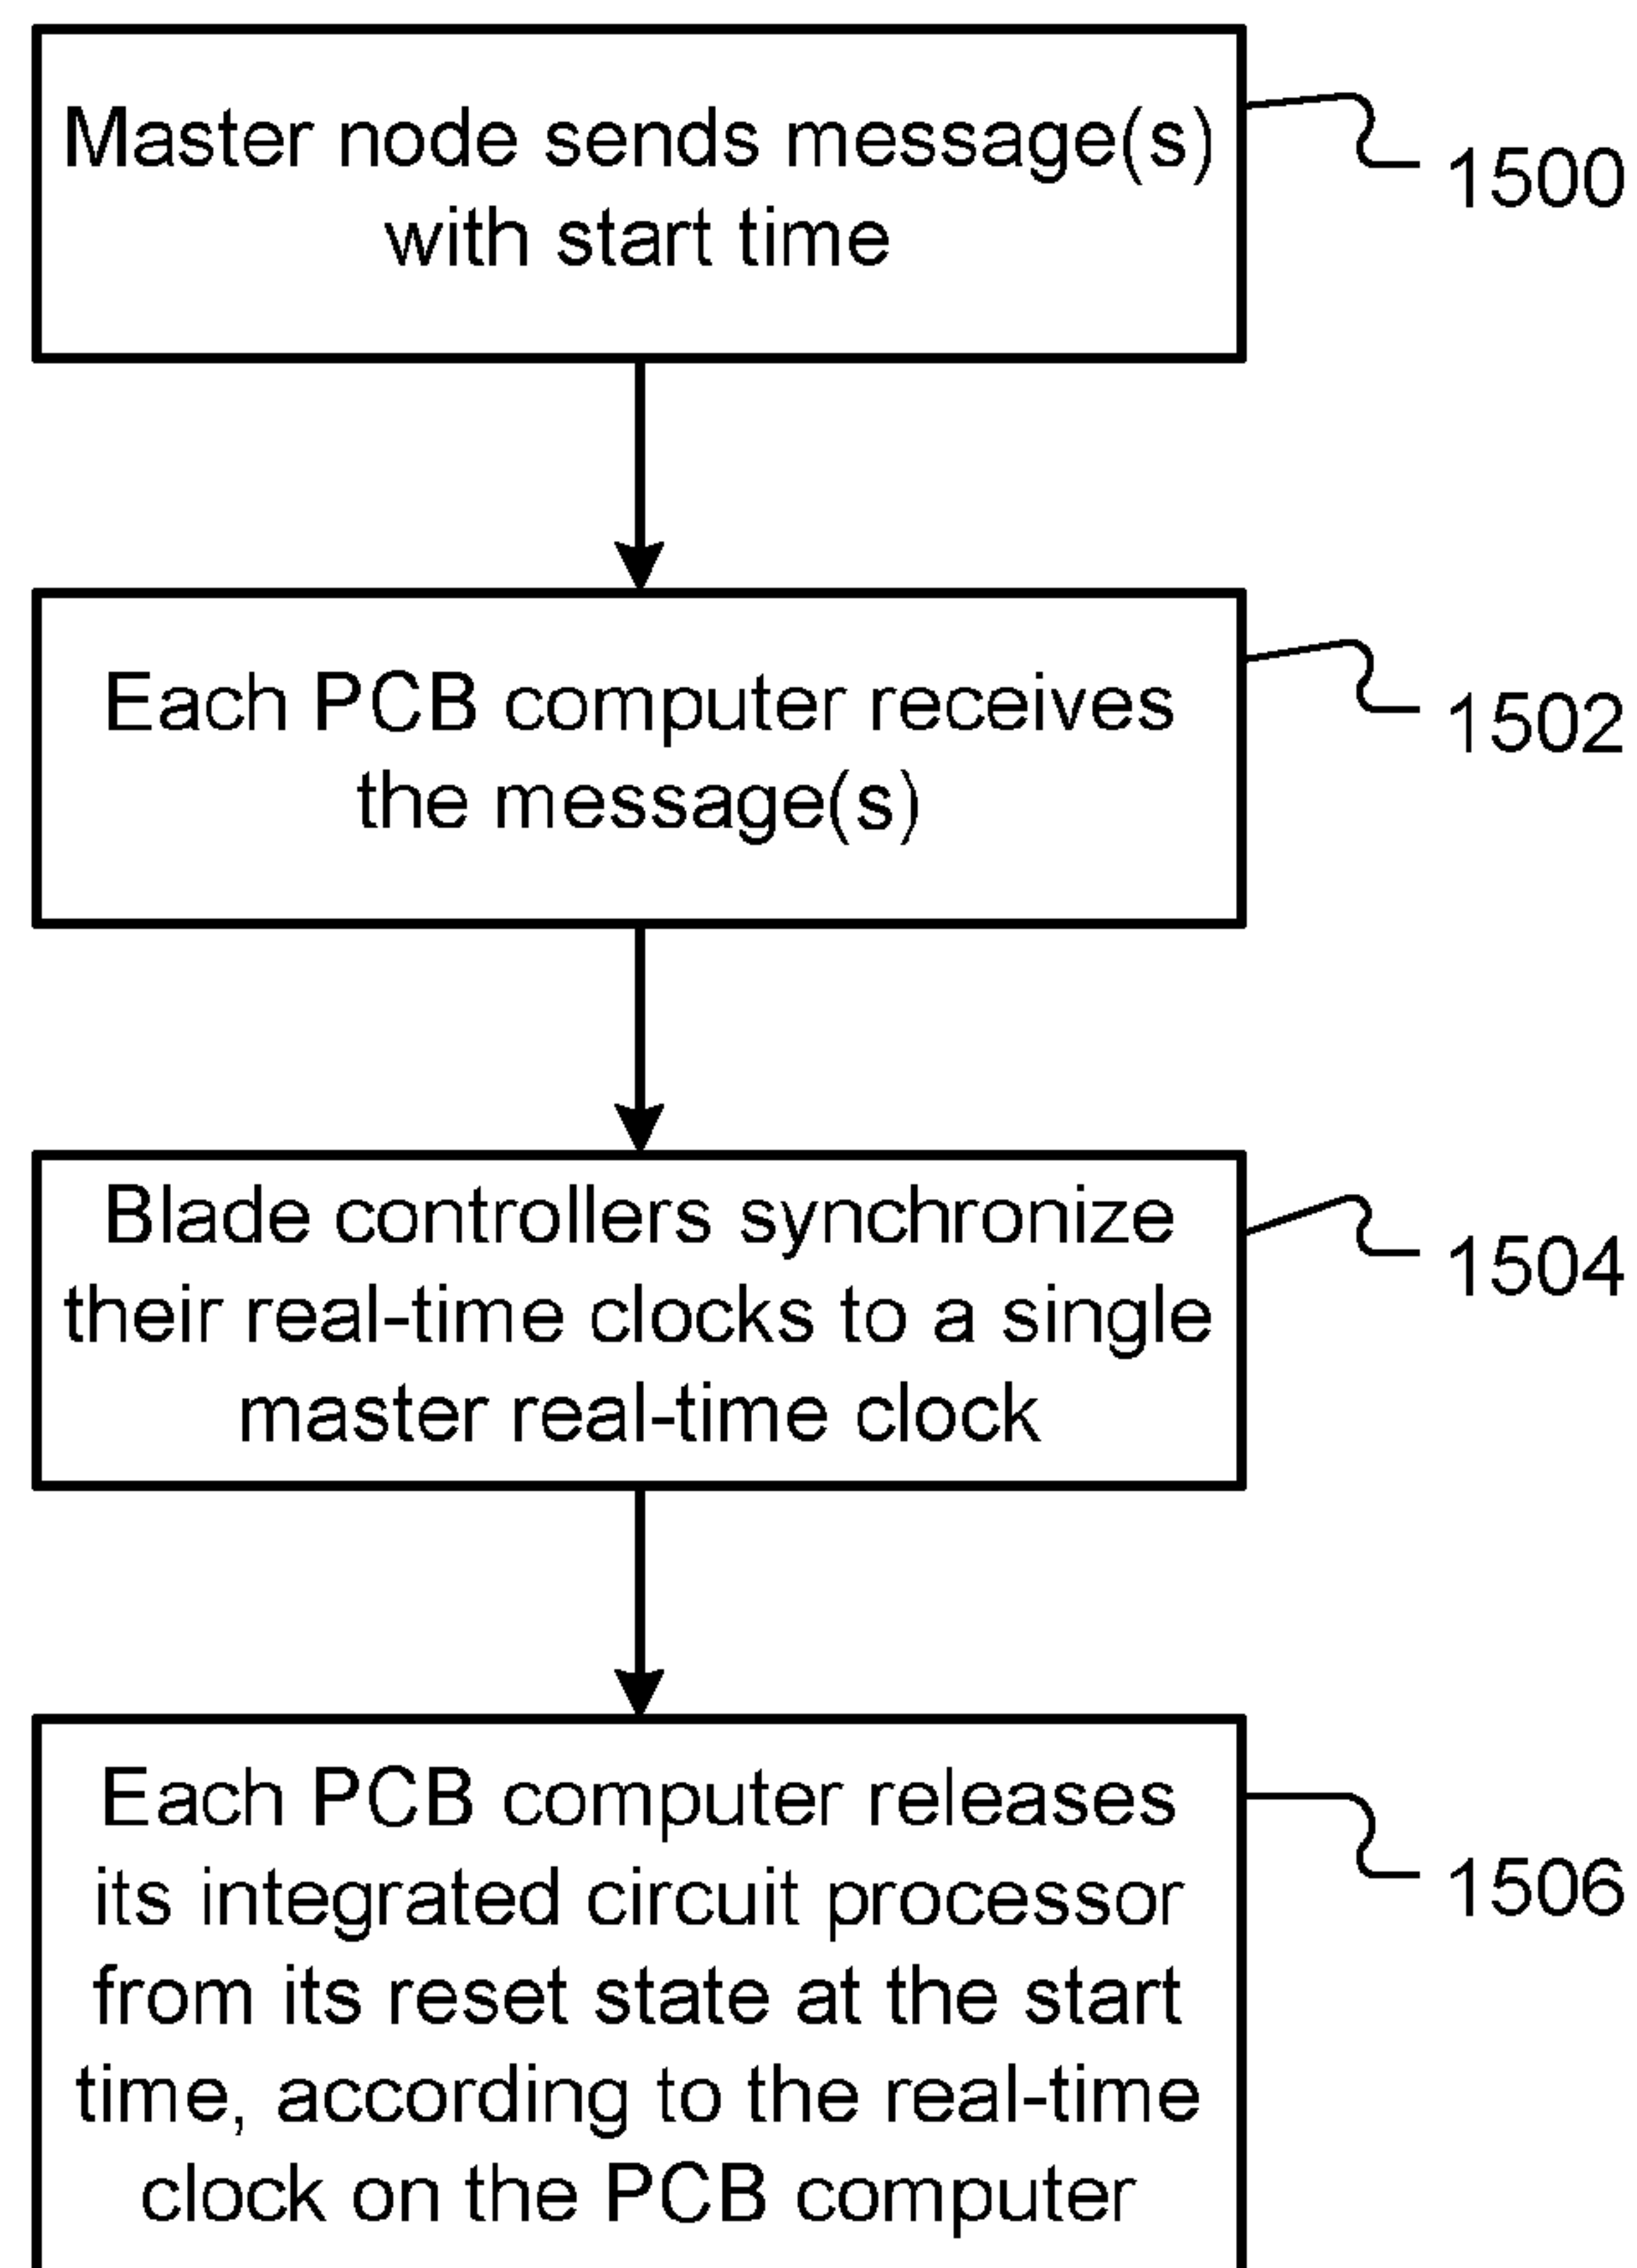 Master node sends message(s)
with start time
1500
Each PCB computer receives
the message(s)
1502
Blade controllers synchronize
their real-time clocks to a single
master real-time clock
1504
Each PCB computer releases
its integrated circuit processor
from its reset state at the start
time, according to the real-time
clock on the PCB computer
1506